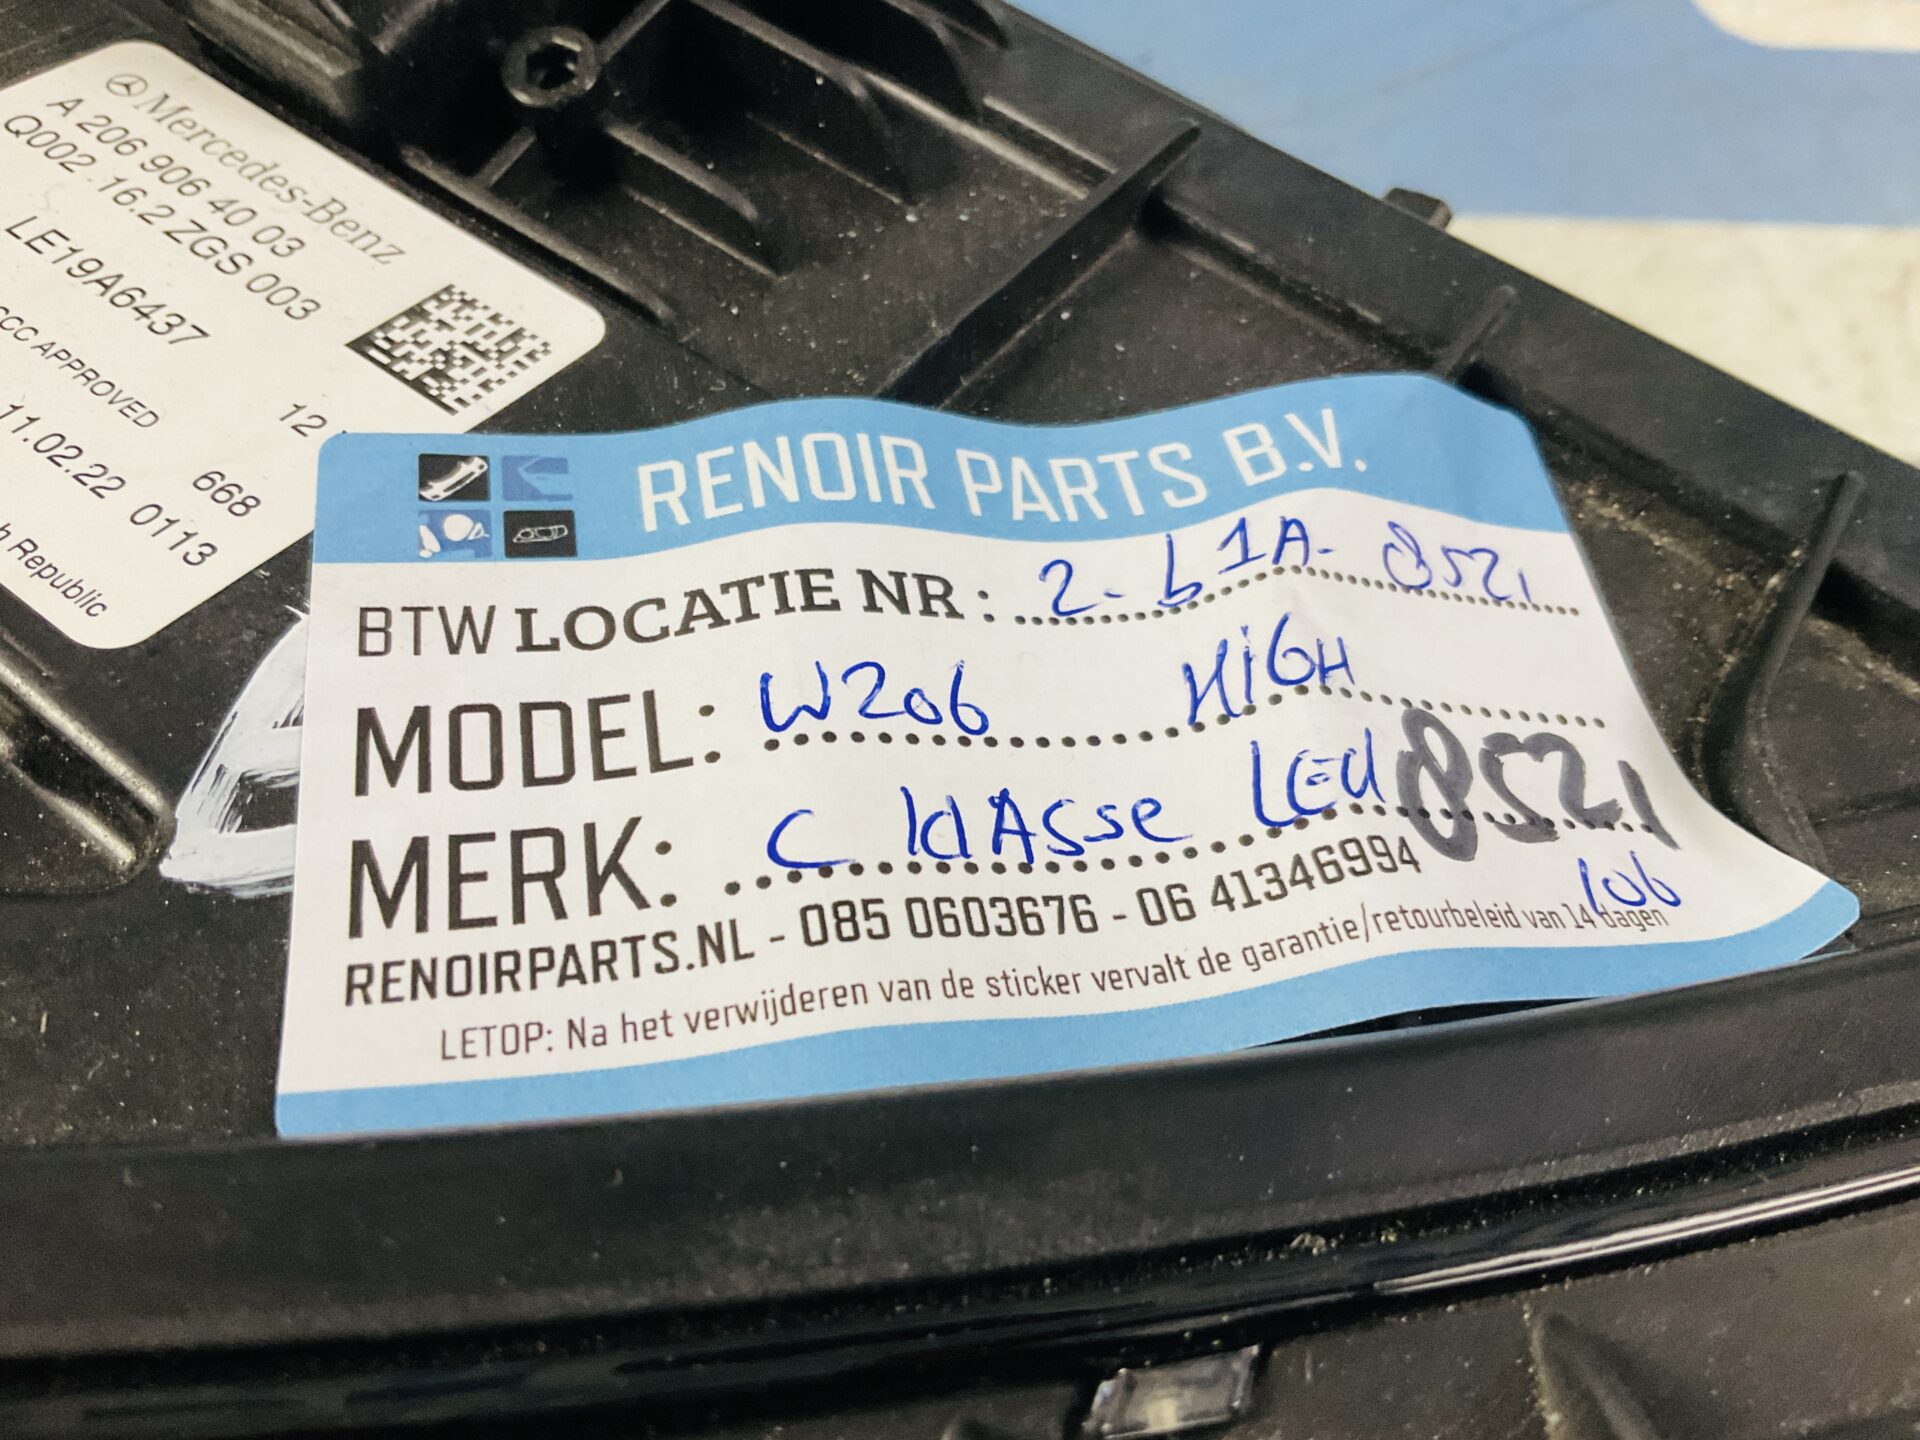 Mercedes-Benz
A 206 906 40 03
Q002 16.2 ZGS 003
LE19A6437
CCC APPROVED
12
668
11.02.22 0113
h Republic
RENOIR PARTS B.V.
BTW LOCATIE NR: 2-b1A-8521
MODEL: W206 HIGH
MERK: C KlASSe LEd 8521
RENOIRPARTS.NL - 085 0603676 - 06 41346994
106
LETOP: Na het verwijderen van de sticker vervalt de garantie/retourbeleid van 14 dagen